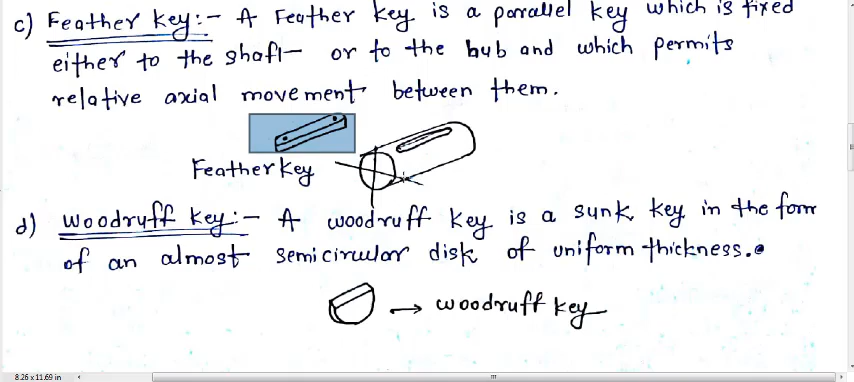 c) Feather key:- A Feather key is a parallel key which is fixed
either to the shaft or to the hub and which permits
relative axial movement between them.
Feather key
d) woodruff key:- A woodruff key is a sunk key in the form
of an almost semicircular disk of uniform thickness.
→ woodruff key
8.26 x 11.69 in